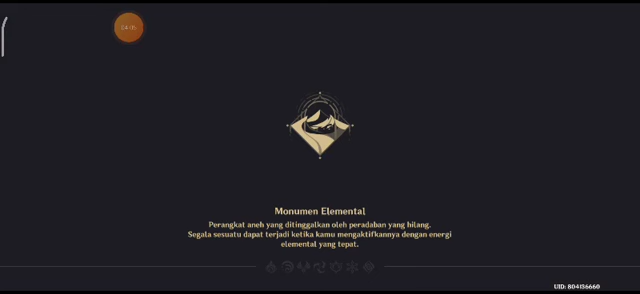 Monumen Elemental
Perangkat aneh yang ditinggalkan oleh peradaban yang hilang.
Segala sesuatu dapat terjadi ketika kamu mengaktifkannya dengan energi
elemental yang tepat.
UID: 804136660